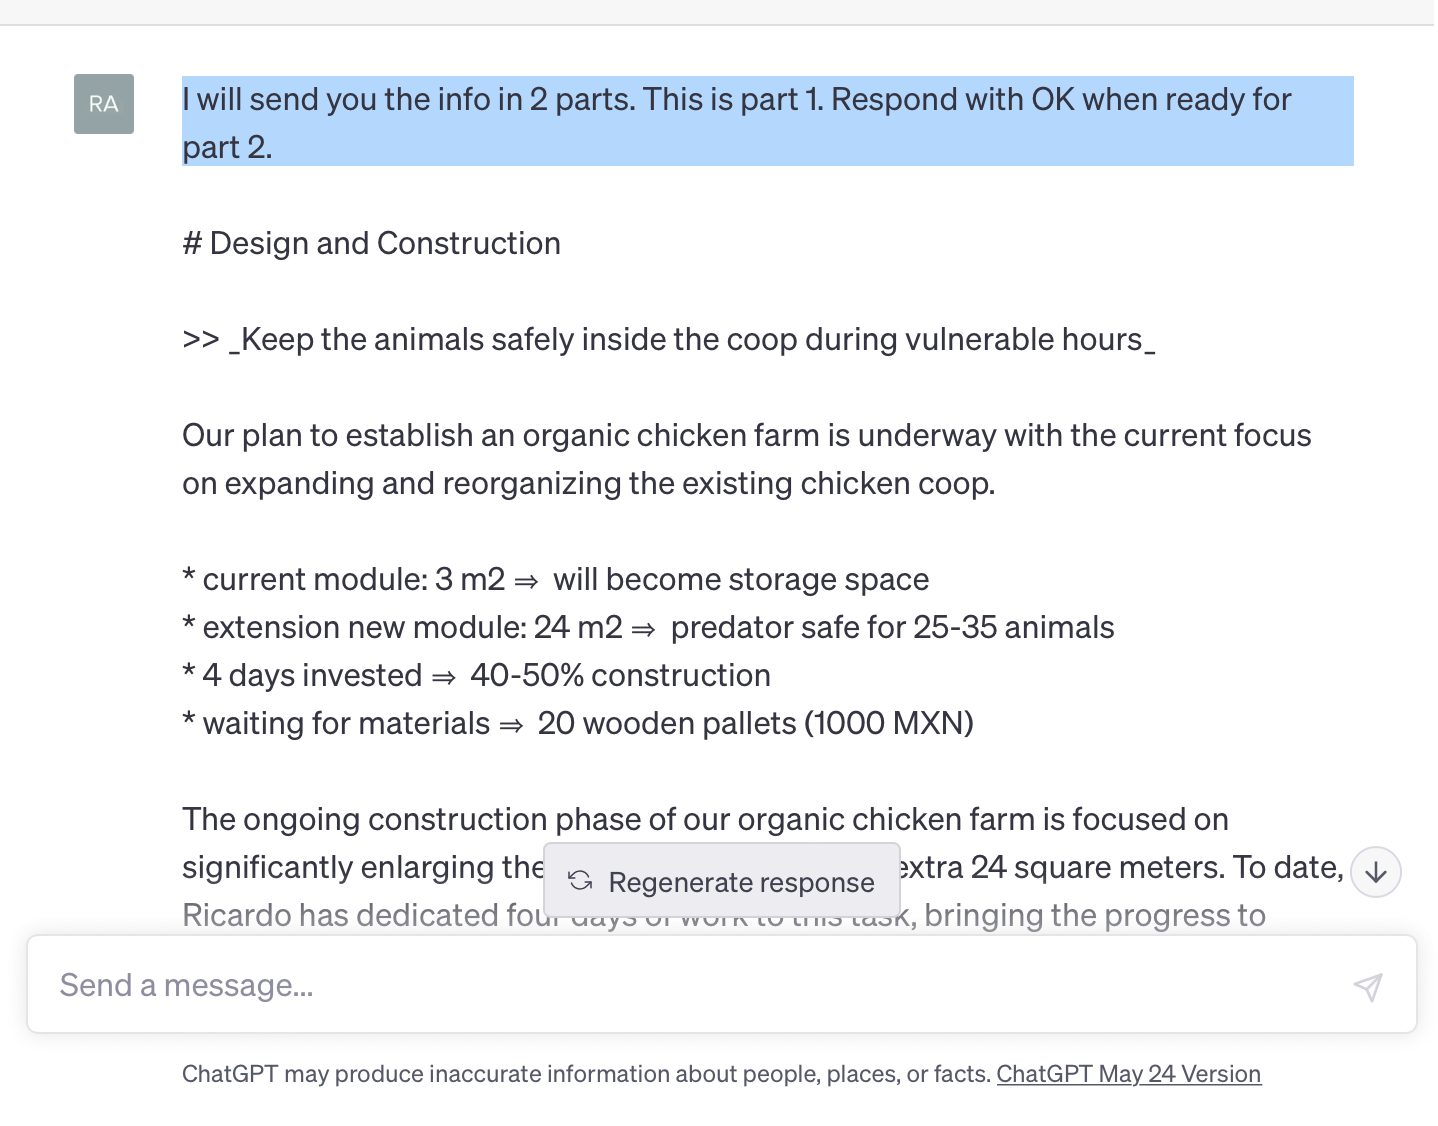 RA
I will send you the info in 2 parts. This is part 1. Respond with OK when ready for
part 2.
# Design and Construction
>> _Keep the animals safely inside the coop during vulnerable hours_
Our plan to establish an organic chicken farm is underway with the current focus
on expanding and reorganizing the existing chicken coop.
* current module: 3 m2 ⇒ will become storage space
* extension new module: 24 m2 ⇒ predator safe for 25-35 animals
* 4 days invested ⇒ 40-50% construction
* waiting for materials ⇒ 20 wooden pallets (1000 MXN)
The ongoing construction phase of our organic chicken farm is focused on
significantly enlarging the extra 24 square meters. To date,
Regenerate response
Ricardo has dedicated four days of work to this task, bringing the progress to
Send a message...
ChatGPT may produce inaccurate information about people, places, or facts. ChatGPT May 24 Version